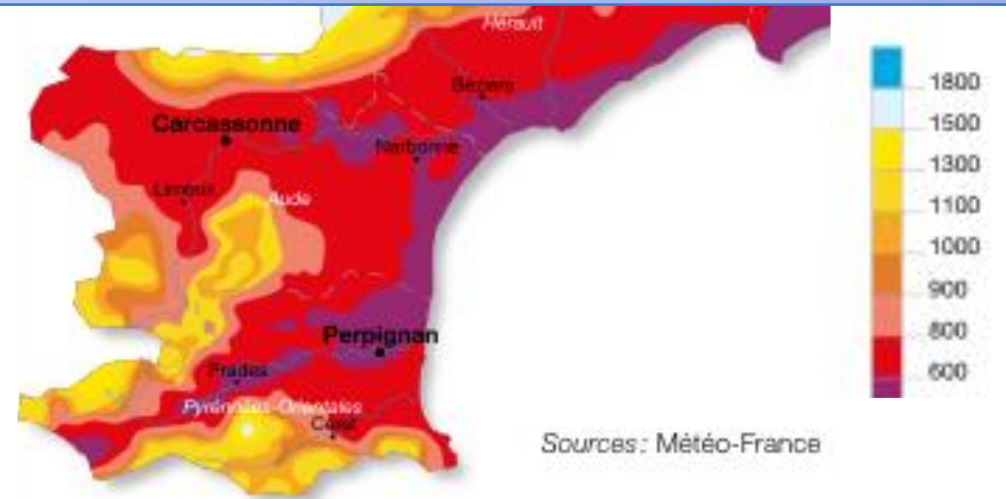 Hérault
Béziers
Carcassonne
Narbonne
Limoux
Aude
Perpignan
Prades
Pyrénnées-Orientales
Céret
1800
1500
1300
1100
1000
900
800
600
Sources: Météo-France